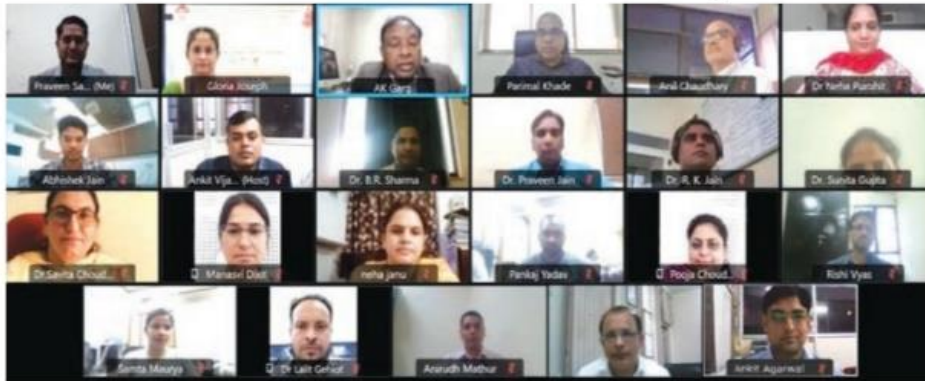 Praveen Sa... (Me)
Gloria Joseph
AK Garg
Parimal Khade
Anil Chaudhary
Dr Neha Purohit
Abhishek Jain
Ankit Vija... (Host)
Dr. B.R. Sharma
Dr. Praveen Jain
Dr. R. K. Jain
Dr. Sunita Gupta
Dr.Savita Choud...
Manasvi Dixit
neha janu
Pankaj Yadav
Pooja Choud...
Rishi Vyas
Samta Maurya
Dr Lalit Gehlot
Anirudh Mathur
Ankit Agarwal